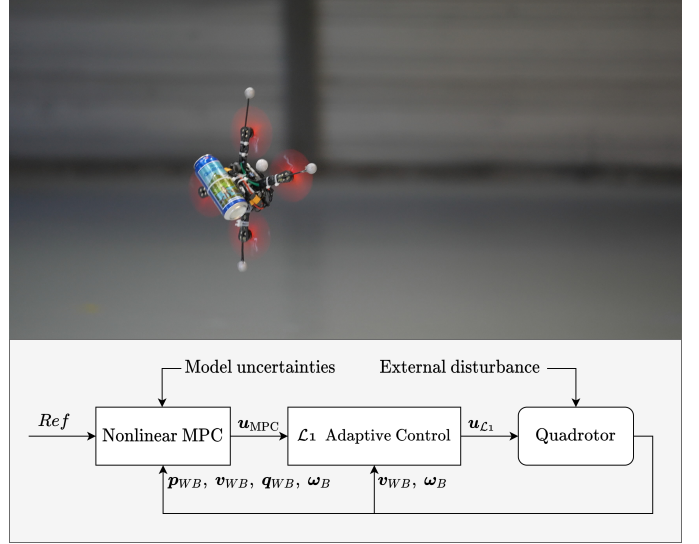 Model uncertainties
External disturbance
Ref
Nonlinear MPC
u_MPC
ℒ1 Adaptive Control
u_ℒ1
Quadrotor
p_WB, v_WB, q_WB, ω_B
v_WB, ω_B